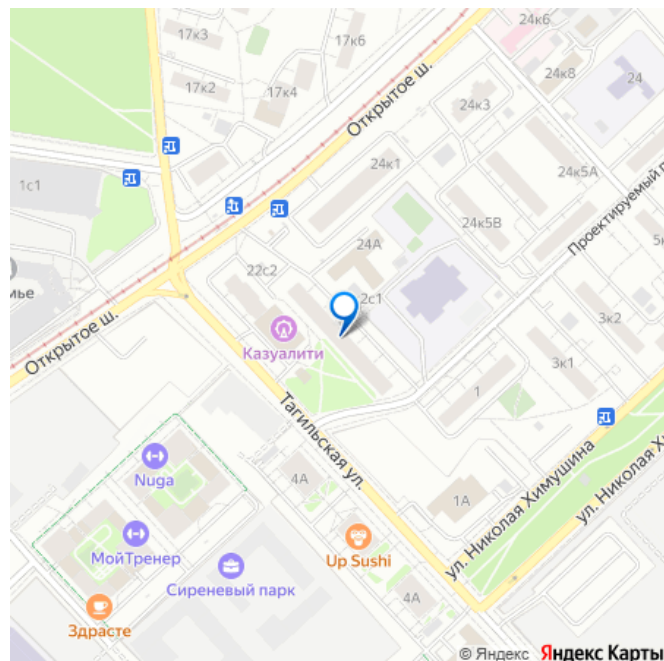 17к3
17к6
24к6
24к8
24
17к2
17к4
Открытое ш.
24к3
24к1
24к5А
1с1
24к5В
Проектируемый п
24А
22с2
2с1
5к
мье
Казуалити
3к2
Открытое ш.
3к1
1
Тагильская ул.
Nuga
4А
1А
ул. Николая Химушина
ул. Николая Хи
МойТренер
Up Sushi
Сиреневый парк
4А
Здрасте
© Яндекс Яндекс Карты